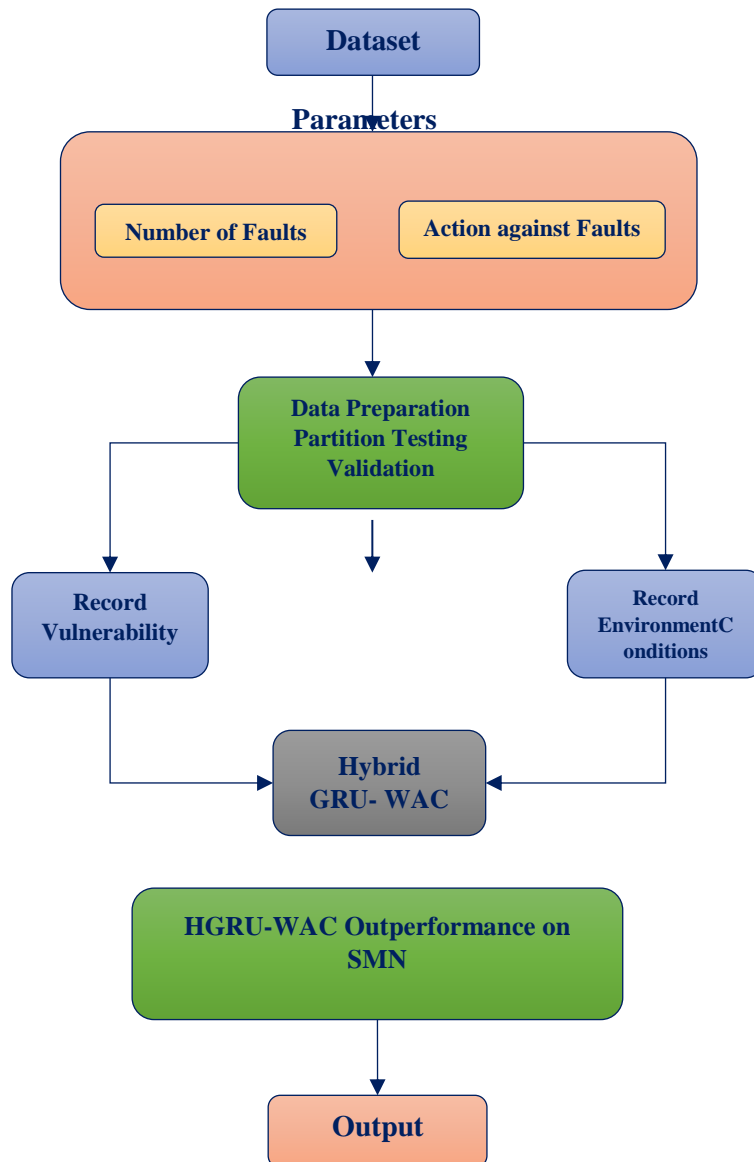 Dataset
Parameters
Number of Faults
Action against Faults
Data Preparation
Partition Testing
Validation
Record
Vulnerability
Record
EnvironmentC
onditions
Hybrid
GRU- WAC
HGRU-WAC Outperformance on
SMN
Output